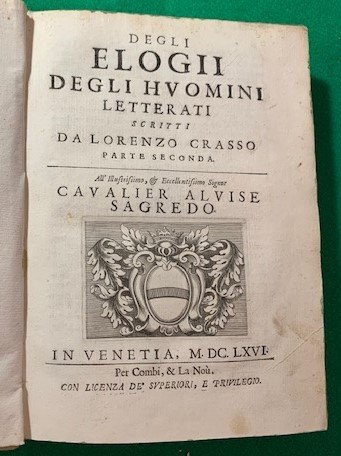 DEGLI
ELOGII
DEGLI HVOMINI
LETTERATI
SCRITTI
DA LORENZO CRASSO
PARTE SECONDA.
All' Illustrissimo, & Eccellentissimo Signor
CAVALIER ALVISE
SAGREDO.
IN VENETIA, M.DC.LXVI.
Per Combi, & La Noù.
CON LICENZA DE' SVPERIORI, E PRIVILEGIO.